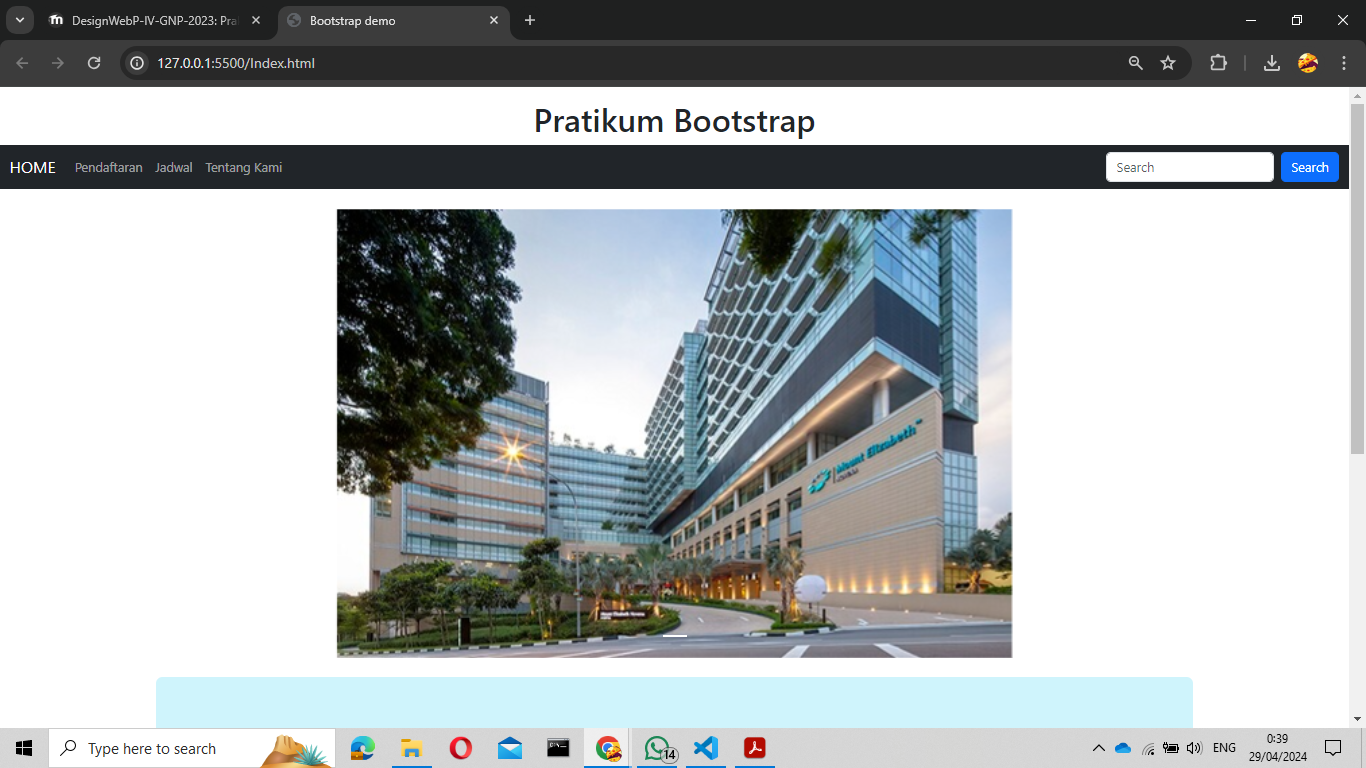 DesignWebP-IV-GNP-2023: Pra
Bootstrap demo
127.0.0.1:5500/Index.html
Pratikum Bootstrap
HOME Pendaftaran Jadwal Tentang Kami Search Search
Mount Elizabeth
Type here to search
14
ENG
0:39
29/04/2024